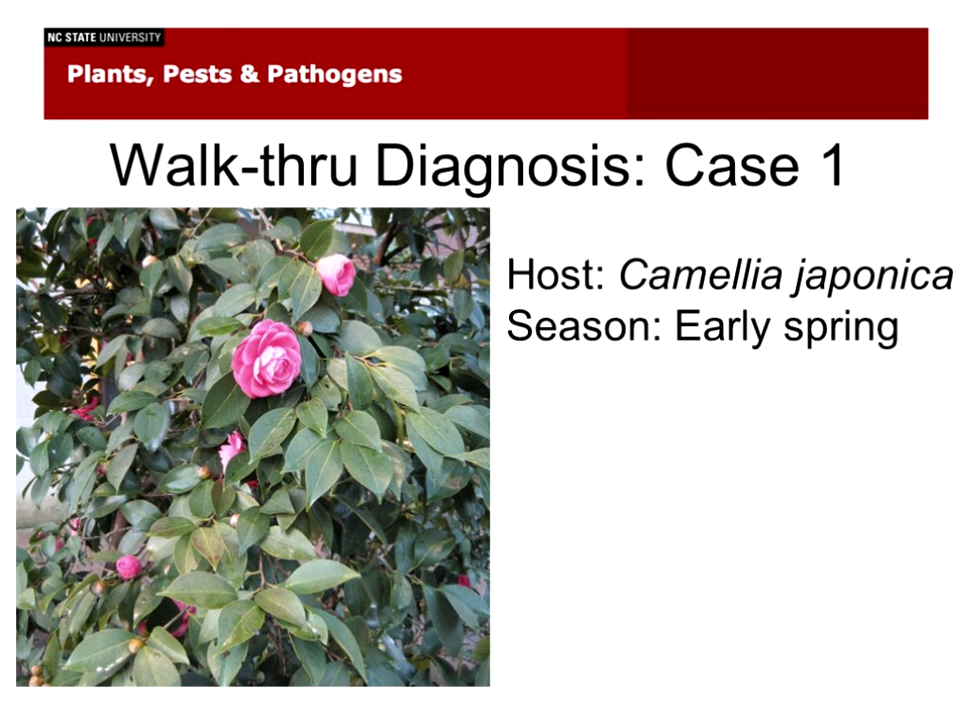 NC STATE UNIVERSITY
Plants, Pests & Pathogens
Walk-thru Diagnosis: Case 1
Host: Camellia japonica
Season: Early spring